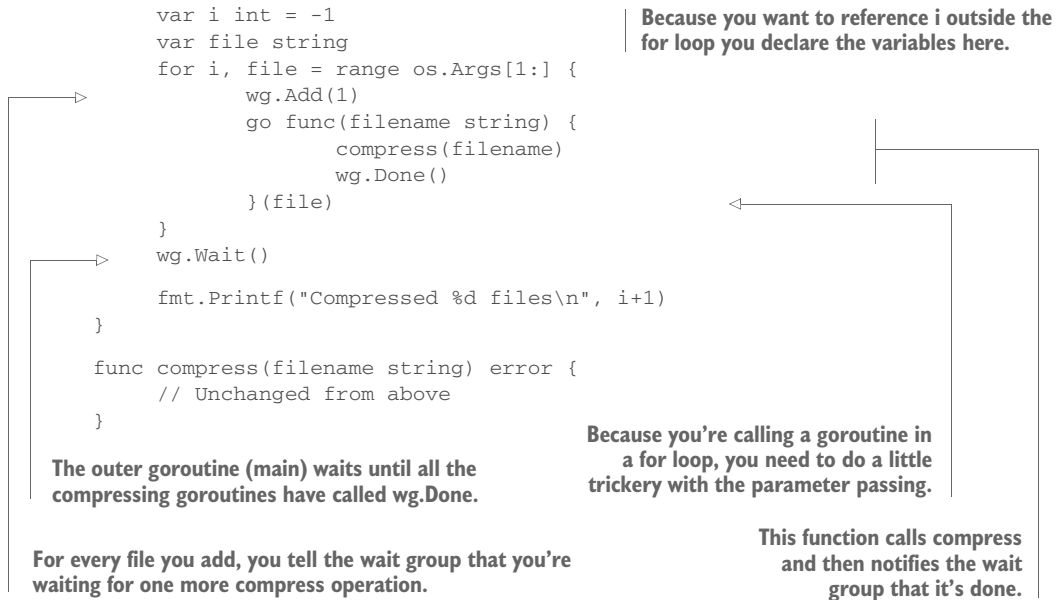 var i int = -1
var file string
for i, file = range os.Args[1:] {
wg.Add(1)
go func(filename string) {
compress(filename)
wg.Done()
}(file)
}
wg.Wait()
fmt.Printf("Compressed %d files\n", i+1)
}
func compress(filename string) error {
// Unchanged from above
}
Because you want to reference i outside the
for loop you declare the variables here.
Because you're calling a goroutine in
a for loop, you need to do a little
trickery with the parameter passing.
The outer goroutine (main) waits until all the
compressing goroutines have called wg.Done.
This function calls compress
and then notifies the wait
group that it's done.
For every file you add, you tell the wait group that you're
waiting for one more compress operation.